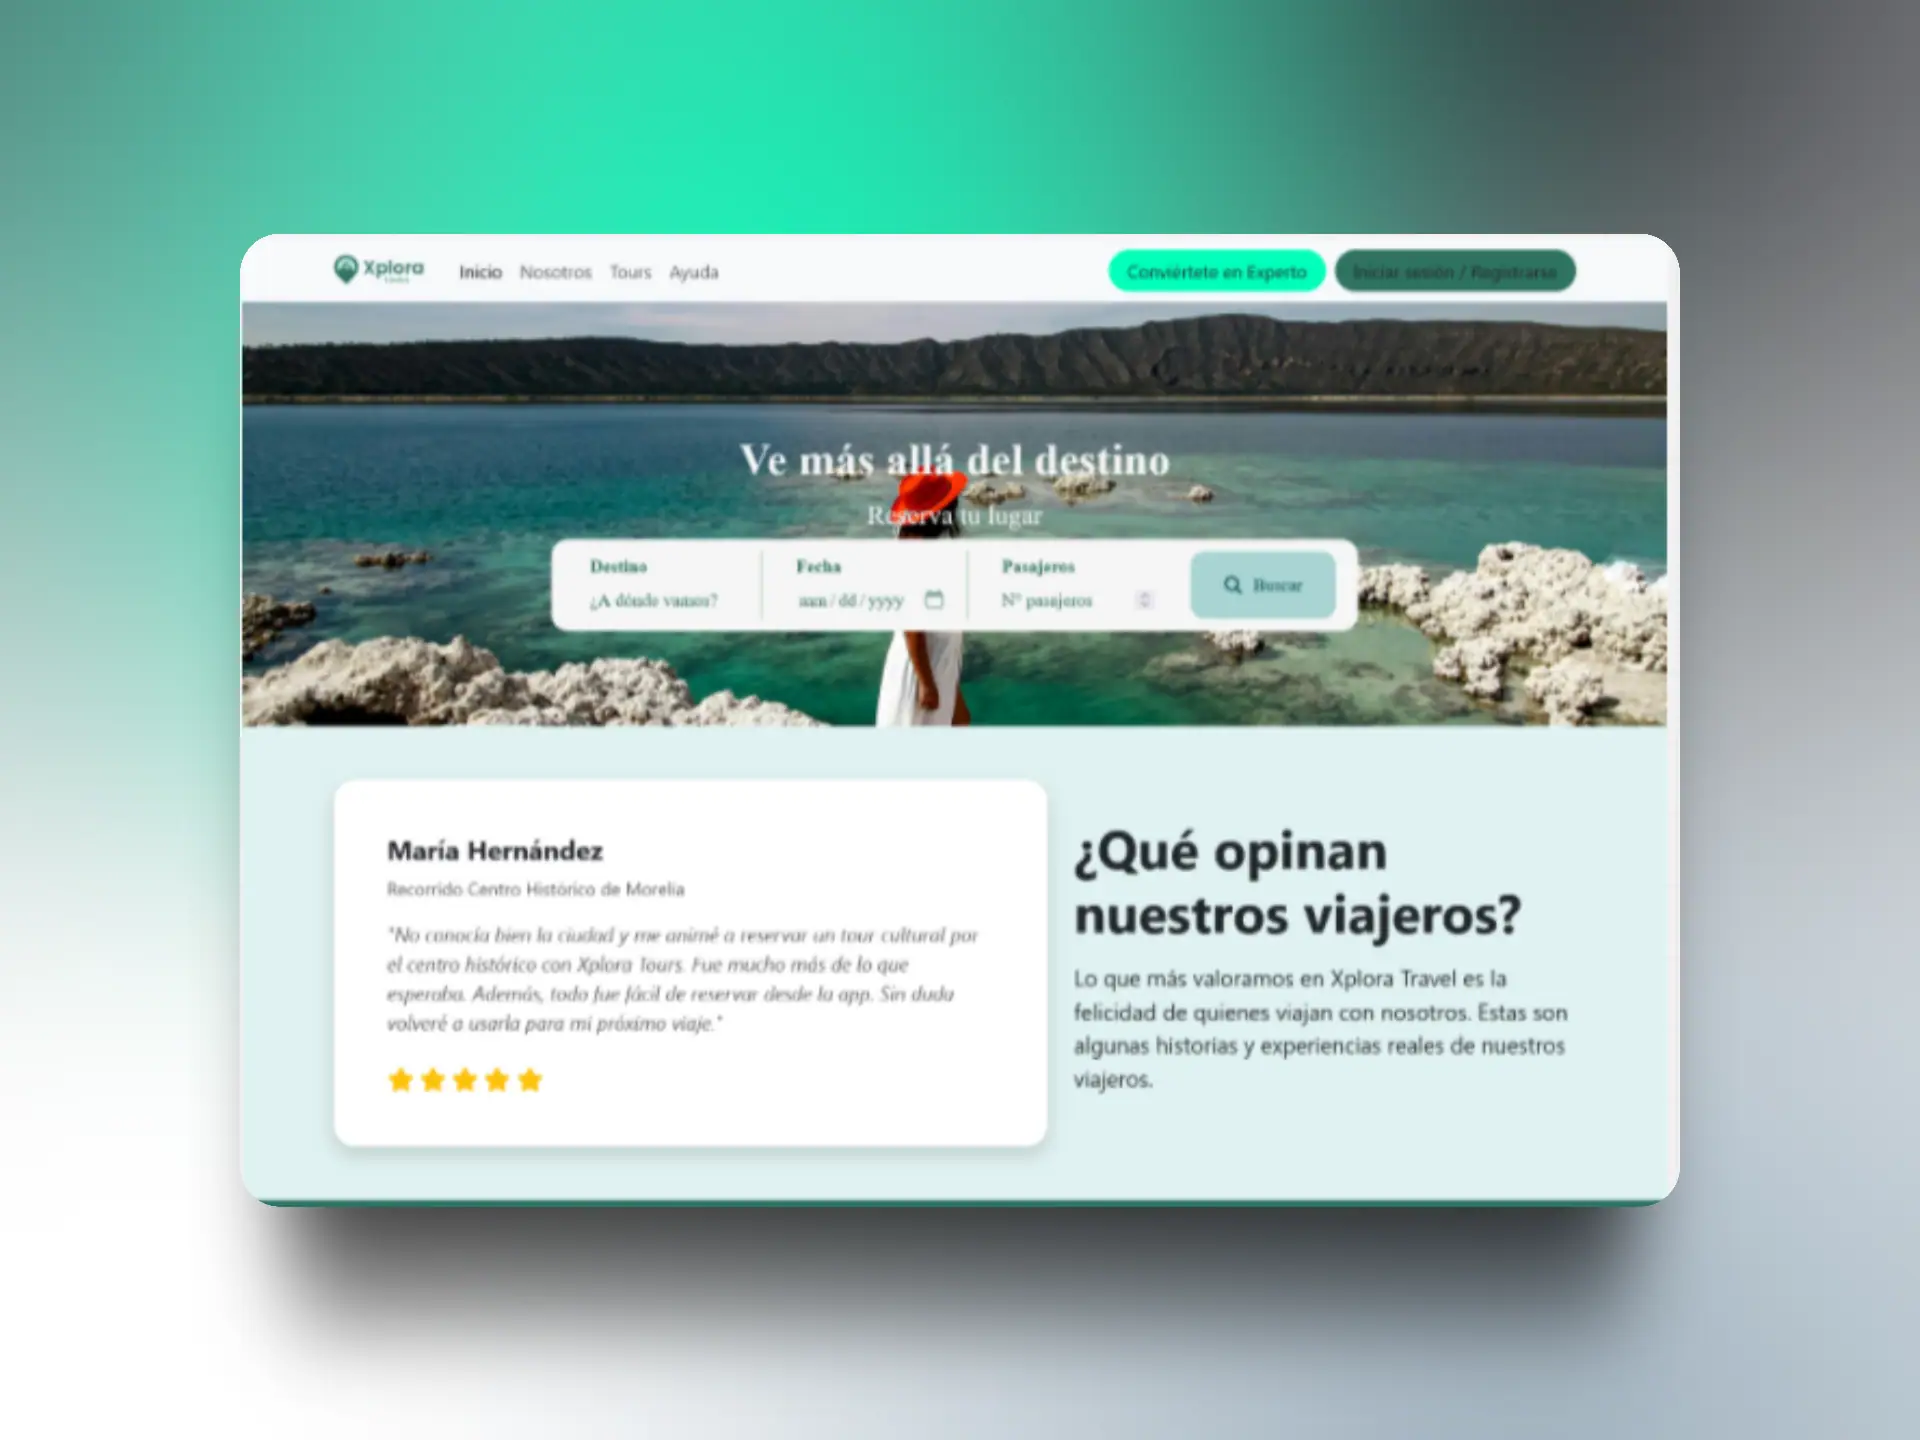 Xplora
Inicio Nosotros Tours Ayuda
Conviértete en Experto
Iniciar sesión / Registrarse
Ve más allá del destino
Reserva tu lugar
Destino Fecha Pasajeros
¿A dónde vamos? mm/dd/yyyy N° pasajeros Buscar
María Hernández
Recorrido Centro Histórico de Morelia
"No conocía bien la ciudad y me animé a reservar un tour cultural por
el centro histórico con Xplora Tours. Fue mucho más de lo que
esperaba. Además, todo fue fácil de reservar desde la app. Sin duda
volveré a usarla para mi próximo viaje."
¿Qué opinan
nuestros viajeros?
Lo que más valoramos en Xplora Travel es la
felicidad de quienes viajan con nosotros. Estas son
algunas historias y experiencias reales de nuestros
viajeros.